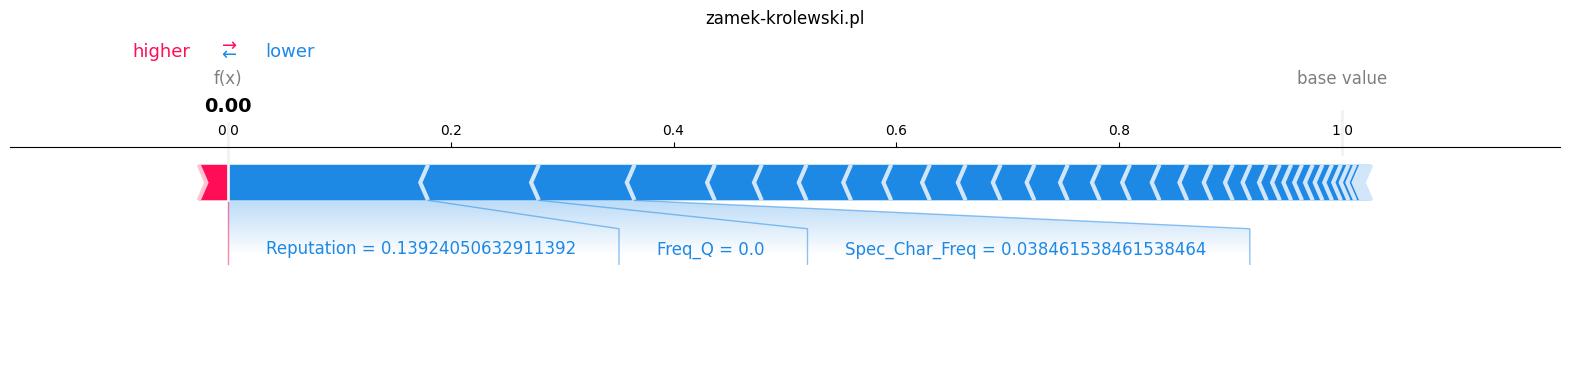 zamek-krolewski.pl
higher ⇄ lower
f(x)
base value
0.00
0.0 0.2 0.4 0.6 0.8 1.0
Reputation = 0.13924050632911392
Freq_Q = 0.0
Spec_Char_Freq = 0.038461538461538464